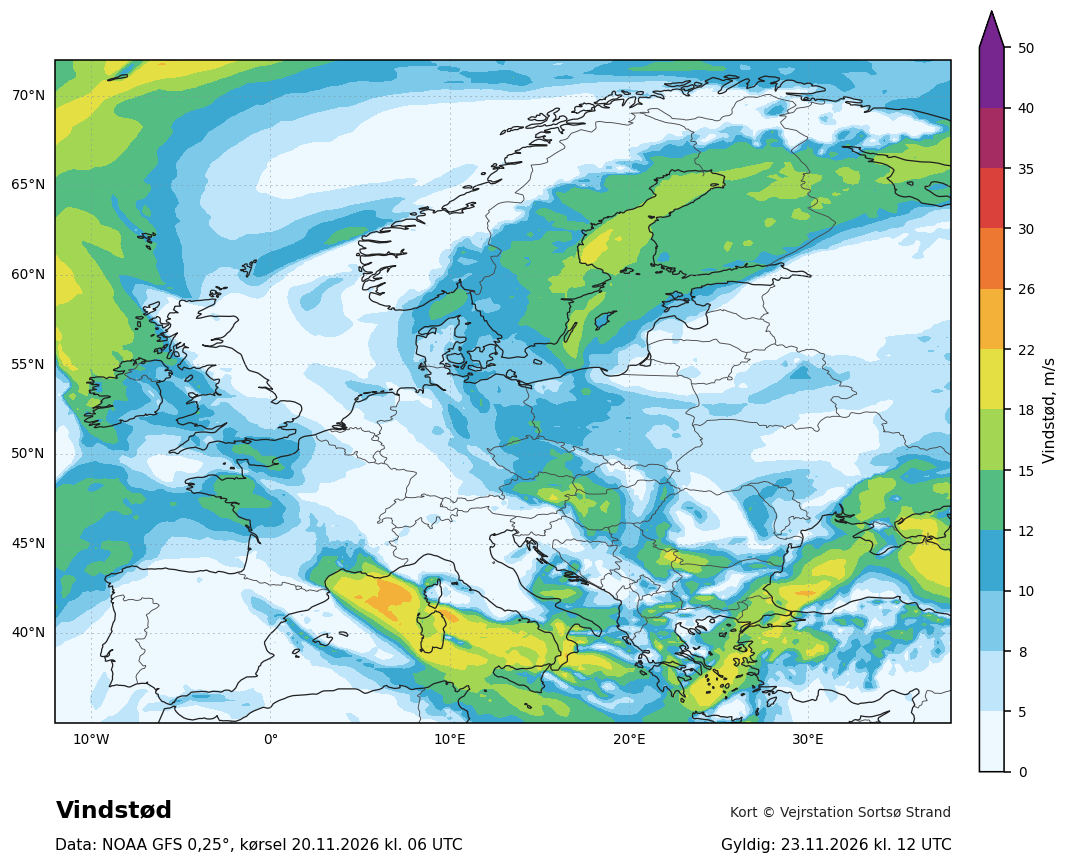 70°N
65°N
60°N
55°N
50°N
45°N
40°N
10°W
0°
10°E
20°E
30°E
50
40
35
30
26
22
18
15
12
10
8
5
0
Vindstød, m/s
Vindstød
Kort © Vejrstation Sortsø Strand
Data: NOAA GFS 0,25°, kørsel 20.11.2026 kl. 06 UTC
Gyldig: 23.11.2026 kl. 12 UTC